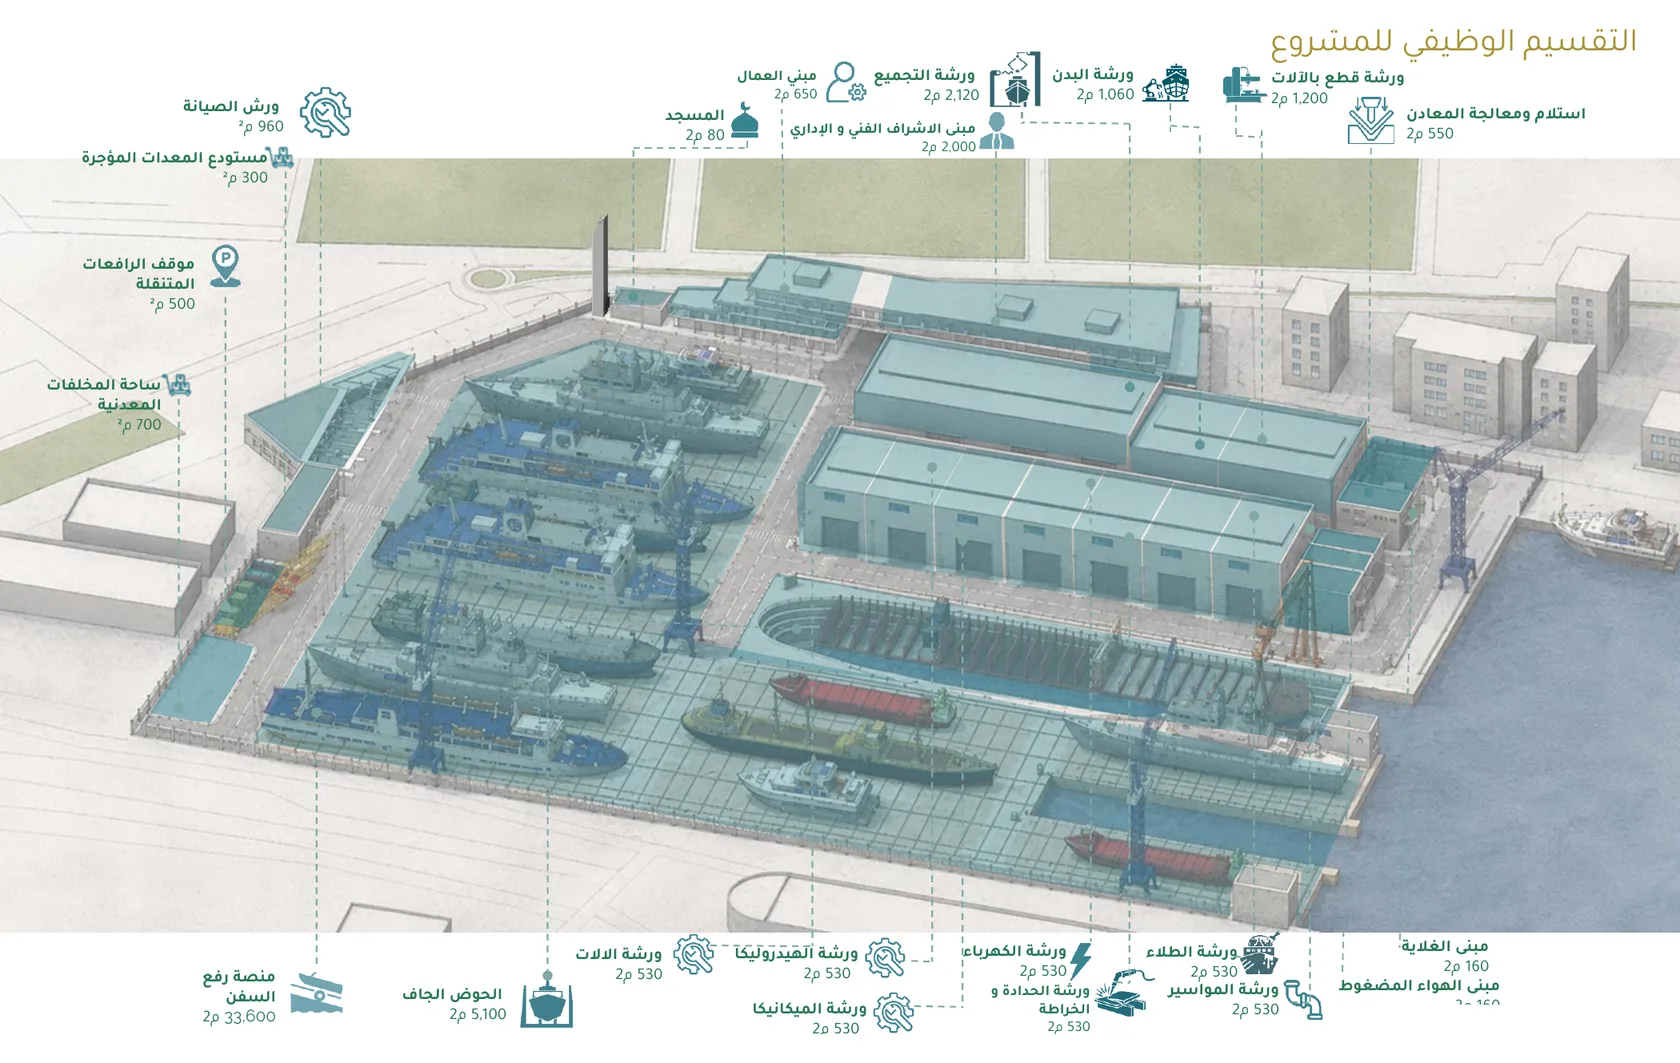 التقسيم الوظيفي للمشروع
ورشة قطع بالآلات
1,200 م2
استلام ومعالجة المعادن
550 م2
ورشة البدن
1,060 م2
ورشة التجميع
2,120 م2
مبنى الاشراف الفني و الإداري
2,000 م2
مبني العمال
650 م2
المسجد
80 م2
ورش الصيانة
960 م²
مستودع المعدات المؤجرة
300 م²
P
موقف الرافعات
المتنقلة
500 م²
ساحة المخلفات
المعدنية
700 م²
مبنى الغلاية
160 م2
مبنى الهواء المضغوط
160 م2
ورشة الطلاء
530 م2
ورشة المواسير
530 م2
ورشة الكهرباء
530 م2
ورشة الحدادة و
الخراطة
530 م2
ورشة الهيدروليكا
530 م2
ورشة الميكانيكا
530 م2
ورشة الالات
530 م2
الحوض الجاف
5,100 م2
منصة رفع
السفن
33,600 م2